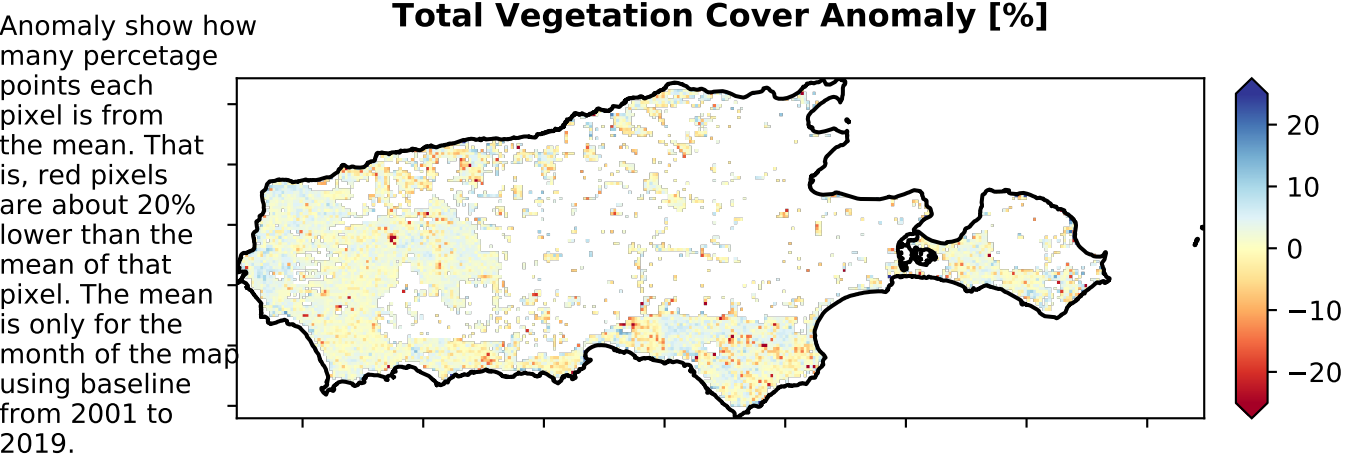 Total Vegetation Cover Anomaly [%]
Anomaly show how
many percetage
points each
pixel is from
the mean. That
is, red pixels
are about 20%
lower than the
mean of that
pixel. The mean
is only for the
month of the map
using baseline
from 2001 to
2019.
20
10
0
−10
−20